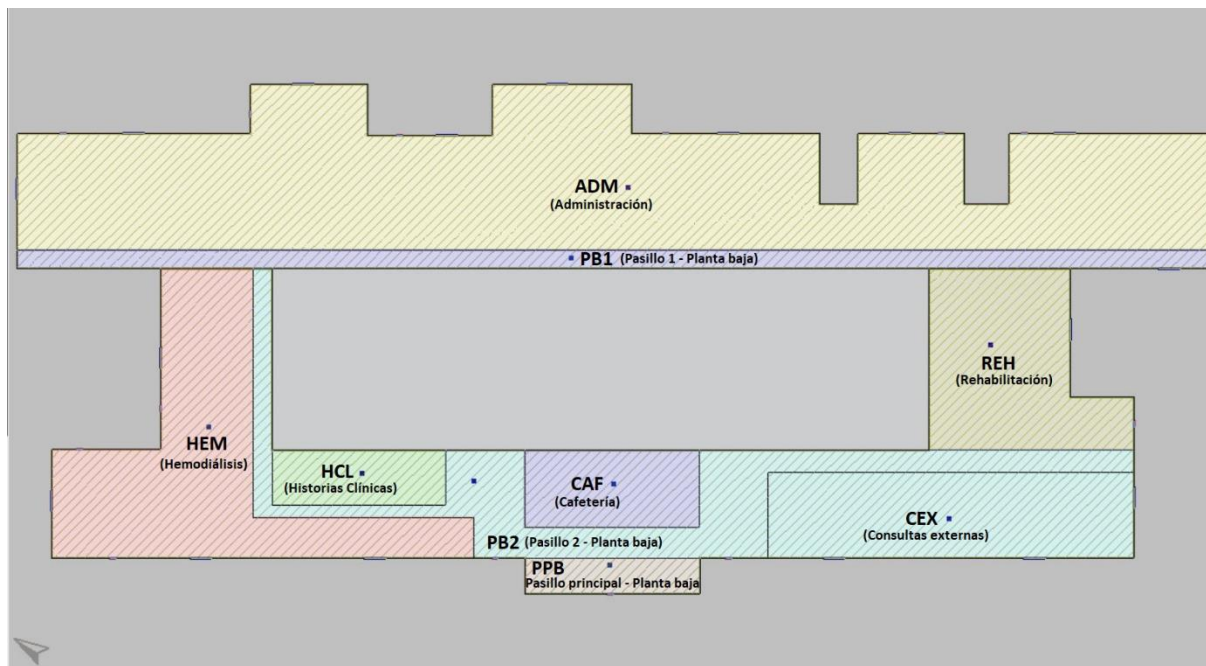 ADM
(Administración)
PB1 (Pasillo 1 - Planta baja)
REH
(Rehabilitación)
HEM
(Hemodiálisis)
HCL
(Historias Clínicas)
CAF
(Cafetería)
CEX
(Consultas externas)
PB2 (Pasillo 2 - Planta baja)
PPB
Pasillo principal - Planta baja